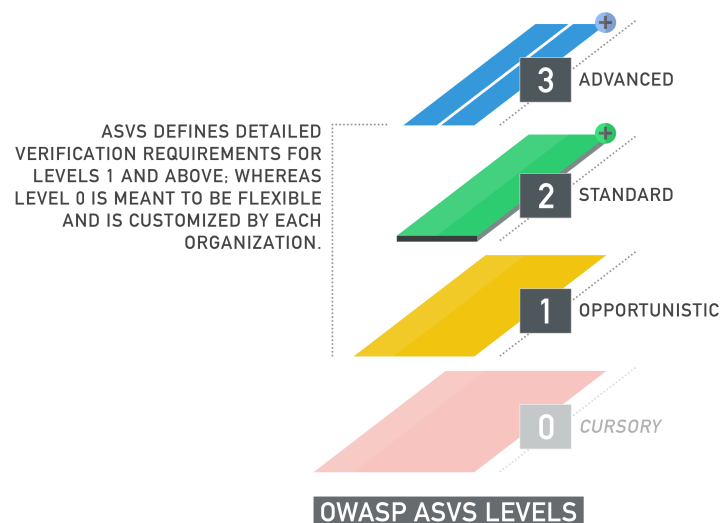 3 ADVANCED
ASVS DEFINES DETAILED
VERIFICATION REQUIREMENTS FOR
LEVELS 1 AND ABOVE; WHEREAS
LEVEL 0 IS MEANT TO BE FLEXIBLE
AND IS CUSTOMIZED BY EACH
ORGANIZATION.
2 STANDARD
1 OPPORTUNISTIC
0 CURSORY
OWASP ASVS LEVELS